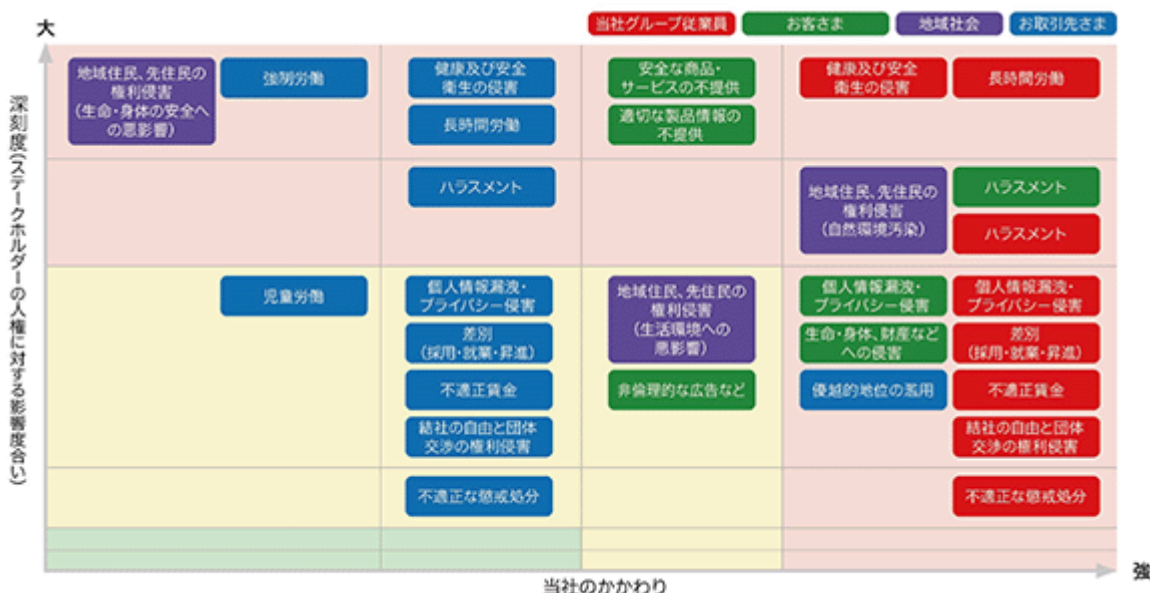 当社グループ従業員
お客さま
地域社会
お取引先さま
大
深刻度(ステークホルダーの人権に対する影響度合い)
地域住民、先住民の
権利侵害
(生命・身体の安全へ
の悪影響)
強制労働
健康及び安全
衛生の侵害
長時間労働
安全な商品・
サービスの不提供
適切な製品情報の
不提供
健康及び安全
衛生の侵害
長時間労働
ハラスメント
地域住民、先住民の
権利侵害
(自然環境汚染)
ハラスメント
ハラスメント
児童労働
個人情報漏洩・
プライバシー侵害
差別
(採用・就業・昇進)
不適正賃金
結社の自由と団体
交渉の権利侵害
地域住民、先住民の
権利侵害
(生活環境への
悪影響)
非倫理的な広告など
個人情報漏洩・
プライバシー侵害
生命・身体、財産など
への侵害
優越的地位の濫用
個人情報漏洩・
プライバシー侵害
差別
(採用・就業・昇進)
不適正賃金
結社の自由と団体
交渉の権利侵害
不適正な懲戒処分
不適正な懲戒処分
当社のかかわり
強